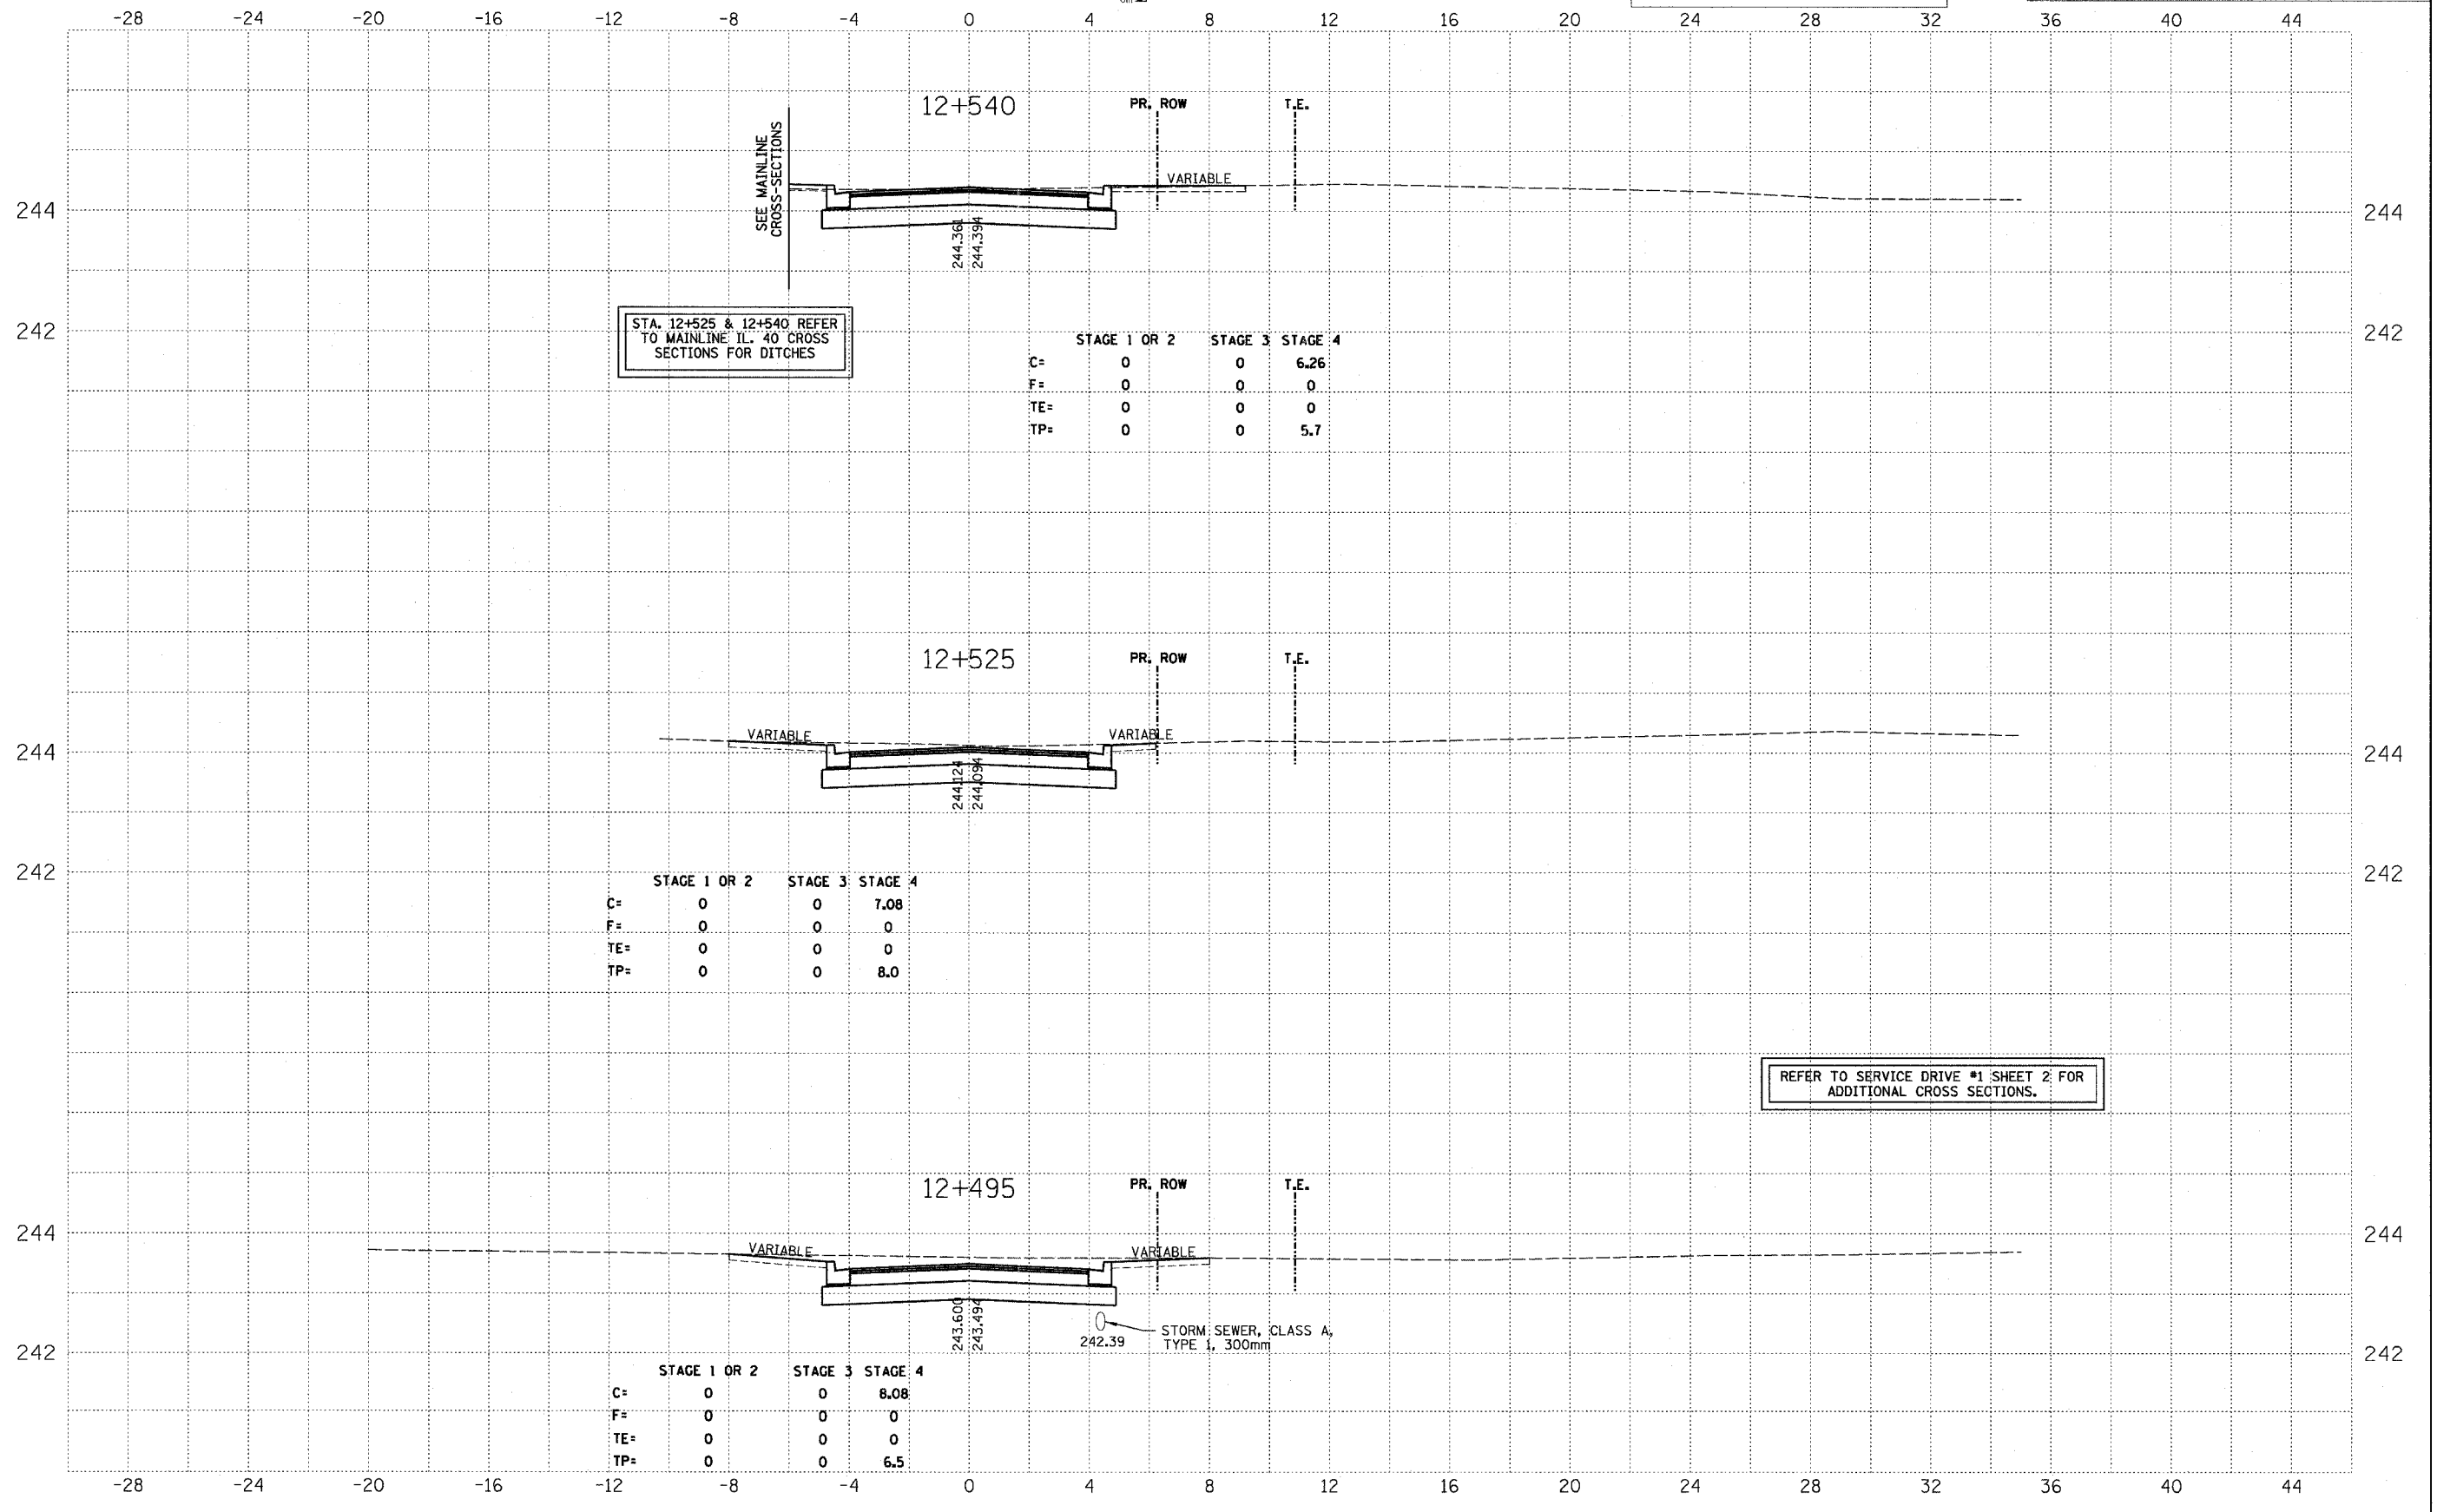 -28 -24 -20 -16 -12 -8 -4 0 4 8 12 16 20 24 28 32 36 40 44
12+540 PR. ROW T.E.
SEE MAINLINE
CROSS-SECTIONS
VARIABLE
244 244
244.361
244.394
STA. 12+525 & 12+540 REFER
TO MAINLINE IL. 40 CROSS
SECTIONS FOR DITCHES
242 242
STAGE 1 OR 2 STAGE 3 STAGE 4
C= 0 0 6.26
F= 0 0 0
TE= 0 0 0
TP= 0 0 5.7
12+525 PR. ROW T.E.
VARIABLE VARIABLE
244 244
244.124
244.094
242 242
STAGE 1 OR 2 STAGE 3 STAGE 4
C= 0 0 7.08
F= 0 0 0
TE= 0 0 0
TP= 0 0 8.0
REFER TO SERVICE DRIVE #1 SHEET 2 FOR
ADDITIONAL CROSS SECTIONS.
12+495 PR. ROW T.E.
244 244
VARIABLE VARIABLE
243.600
243.494
STORM SEWER, CLASS A,
TYPE 1, 300mm
242.39
242 242
STAGE 1 OR 2 STAGE 3 STAGE 4
C= 0 0 8.08
F= 0 0 0
TE= 0 0 0
TP= 0 0 6.5
-28 -24 -20 -16 -12 -8 -4 0 4 8 12 16 20 24 28 32 36 40 44